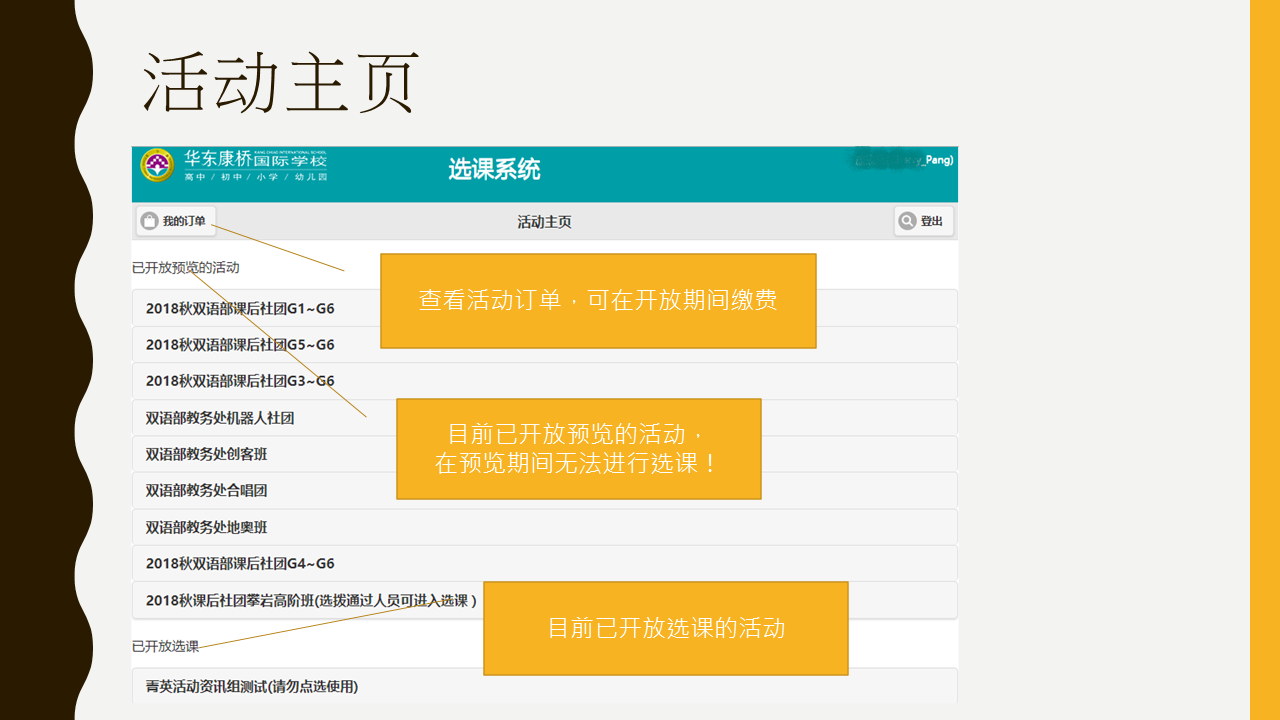 活动主页
华东康桥国际学校
KANG CHIAO INTERNATIONAL SCHOOL
高中 / 初中 / 小学 / 幼儿园
选课系统
_Pang)
我的订单
活动主页
登出
已开放预览的活动
查看活动订单，可在开放期间缴费
2018秋双语部课后社团G1~G6
2018秋双语部课后社团G5~G6
2018秋双语部课后社团G3~G6
双语部教务处机器人社团
目前已开放预览的活动，
在预览期间无法进行选课！
双语部教务处创客班
双语部教务处合唱团
双语部教务处地奥班
2018秋双语部课后社团G4~G6
2018秋课后社团攀岩高阶班(选拨通过人员可进入选课 )
目前已开放选课的活动
已开放选课
菁英活动资讯组测试(请勿点选使用)